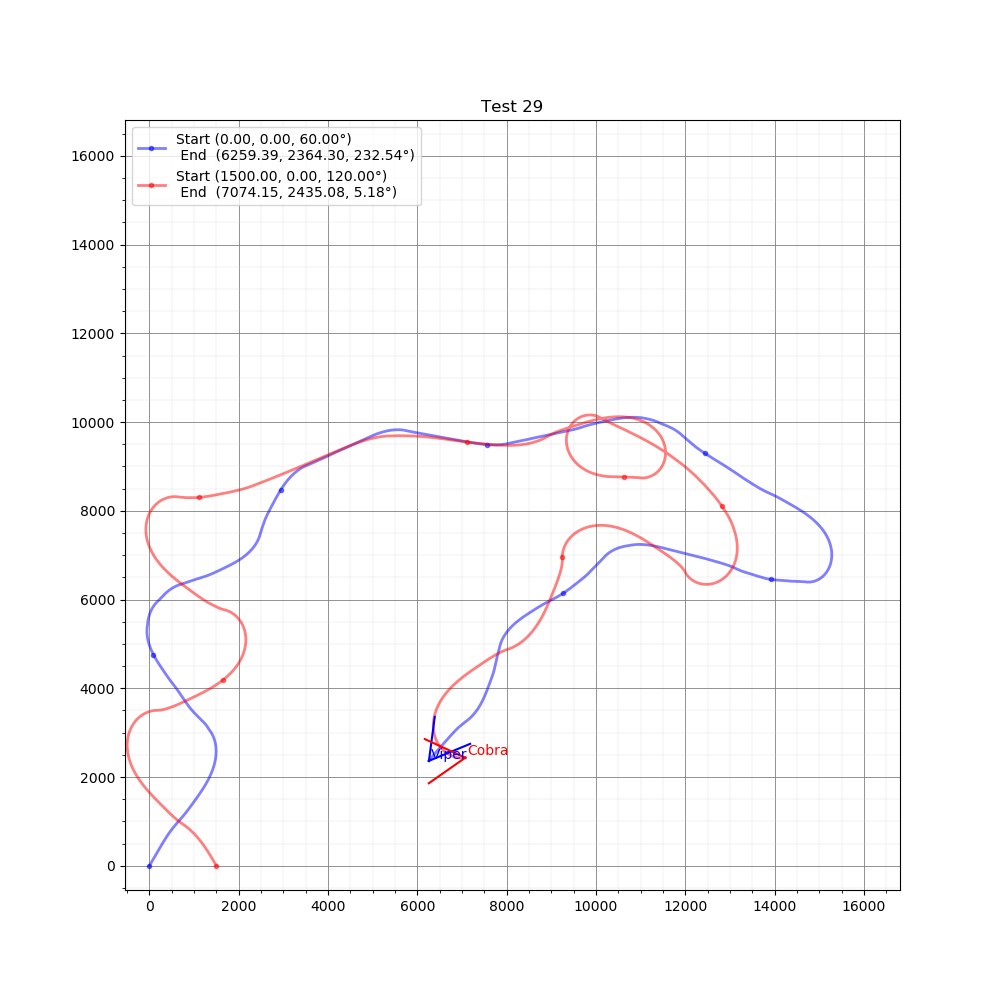 Test 29
Start (0.00, 0.00, 60.00°)
End  (6259.39, 2364.30, 232.54°)
Start (1500.00, 0.00, 120.00°)
End  (7074.15, 2435.08, 5.18°)
16000
14000
12000
10000
8000
6000
4000
2000
0
Viper
Cobra
0 2000 4000 6000 8000 10000 12000 14000 16000